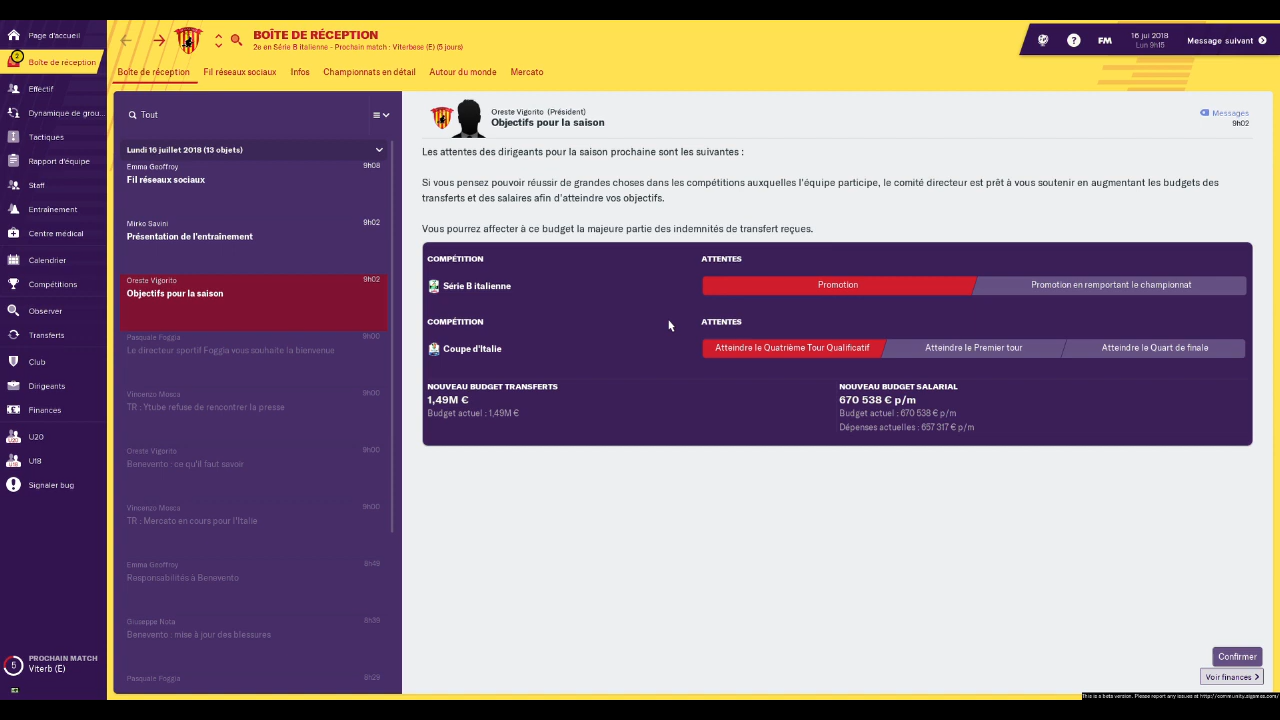 Page d'accueil
2
Boîte de réception
Effectif
Dynamique de grou...
Tactiques
Rapport d'équipe
Staff
Entraînement
Centre médical
Calendrier
Compétitions
Observer
Transferts
Club
Dirigeants
Finances
U20
U20
U18
U18
Signaler bug
5
PROCHAIN MATCH
Viterb (E)
BOÎTE DE RÉCEPTION
2e en Série B italienne - Prochain match : Viterbese (E) (5 jours)
? FM
16 jui 2018
Lun 9h15
Message suivant
Boîte de réception Fil réseaux sociaux Infos Championnats en détail Autour du monde Mercato
Tout
Lundi 16 juillet 2018 (13 objets)
Emma Geoffroy 9h08
Fil réseaux sociaux
Mirko Savini 9h02
Présentation de l'entraînement
Oreste Vigorito 9h02
Objectifs pour la saison
Pasquale Foggia 9h00
Le directeur sportif Foggia vous souhaite la bienvenue
Vincenzo Mosca 9h00
TR : Ytube refuse de rencontrer la presse
Oreste Vigorito 9h00
Benevento : ce qu'il faut savoir
Vincenzo Mosca 9h00
TR : Mercato en cours pour l'Italie
Emma Geoffroy 8h49
Responsabilités à Benevento
Giuseppe Nota 8h39
Benevento : mise à jour des blessures
Pasquale Foggia 8h29
Oreste Vigorito (Président)
Objectifs pour la saison
Messages
9h02
Les attentes des dirigeants pour la saison prochaine sont les suivantes :
Si vous pensez pouvoir réussir de grandes choses dans les compétitions auxquelles l'équipe participe, le comité directeur est prêt à vous soutenir en augmentant les budgets des
transferts et des salaires afin d'atteindre vos objectifs.
Vous pourrez affecter à ce budget la majeure partie des indemnités de transfert reçues.
COMPÉTITION ATTENTES
Série B italienne Promotion Promotion en remportant le championnat
COMPÉTITION ATTENTES
Coupe d'Italie Atteindre le Quatrième Tour Qualificatif Atteindre le Premier tour Atteindre le Quart de finale
NOUVEAU BUDGET TRANSFERTS
1,49M €
Budget actuel : 1,49M €
NOUVEAU BUDGET SALARIAL
670 538 € p/m
Budget actuel : 670 538 € p/m
Dépenses actuelles : 657 317 € p/m
Confirmer
Voir finances
This is a beta version. Please report any issues at http://community.sigames.com/